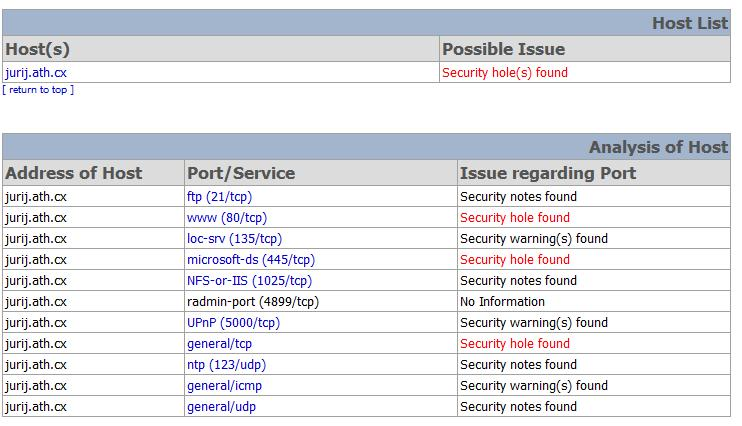 Host List
Host(s) Possible Issue
jurij.ath.cx Security hole(s) found
[ return to top ]
Analysis of Host
Address of Host Port/Service Issue regarding Port
jurij.ath.cx ftp (21/tcp) Security notes found
jurij.ath.cx www (80/tcp) Security hole found
jurij.ath.cx loc-srv (135/tcp) Security warning(s) found
jurij.ath.cx microsoft-ds (445/tcp) Security hole found
jurij.ath.cx NFS-or-IIS (1025/tcp) Security notes found
jurij.ath.cx radmin-port (4899/tcp) No Information
jurij.ath.cx UPnP (5000/tcp) Security warning(s) found
jurij.ath.cx general/tcp Security hole found
jurij.ath.cx ntp (123/udp) Security notes found
jurij.ath.cx general/icmp Security warning(s) found
jurij.ath.cx general/udp Security notes found